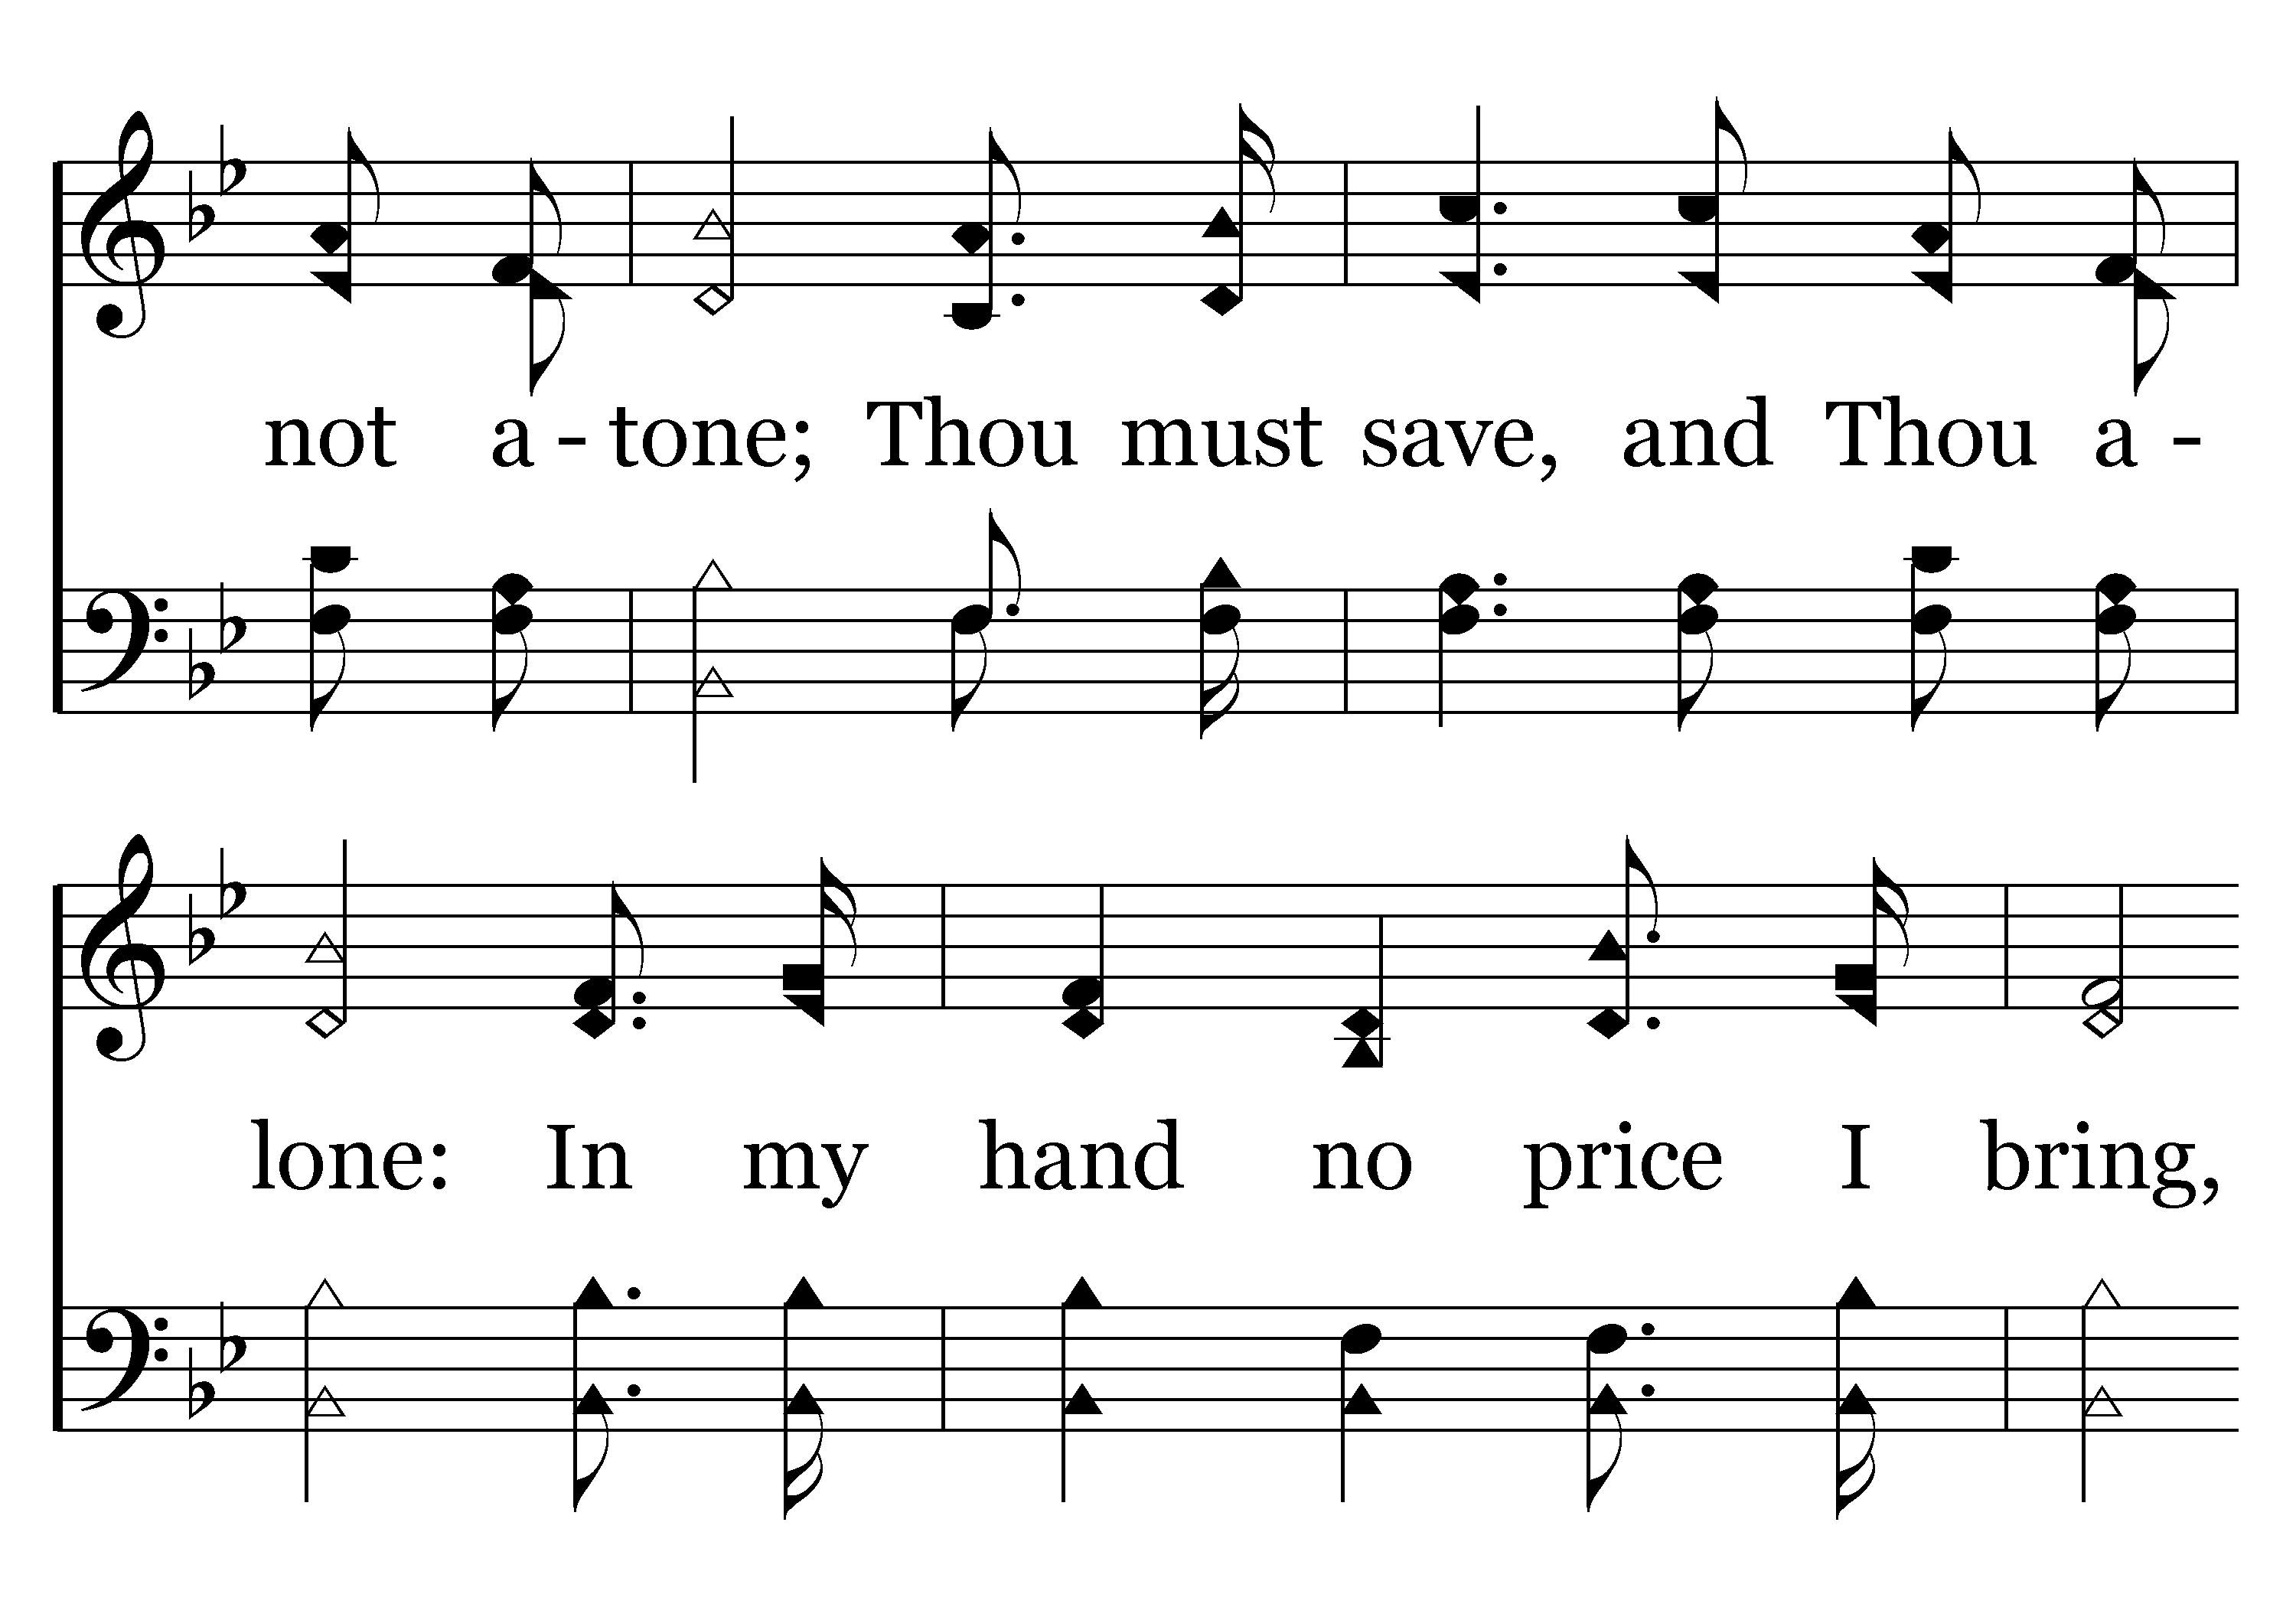 not a - tone; Thou must save, and Thou a -
lone: In my hand no price I bring,